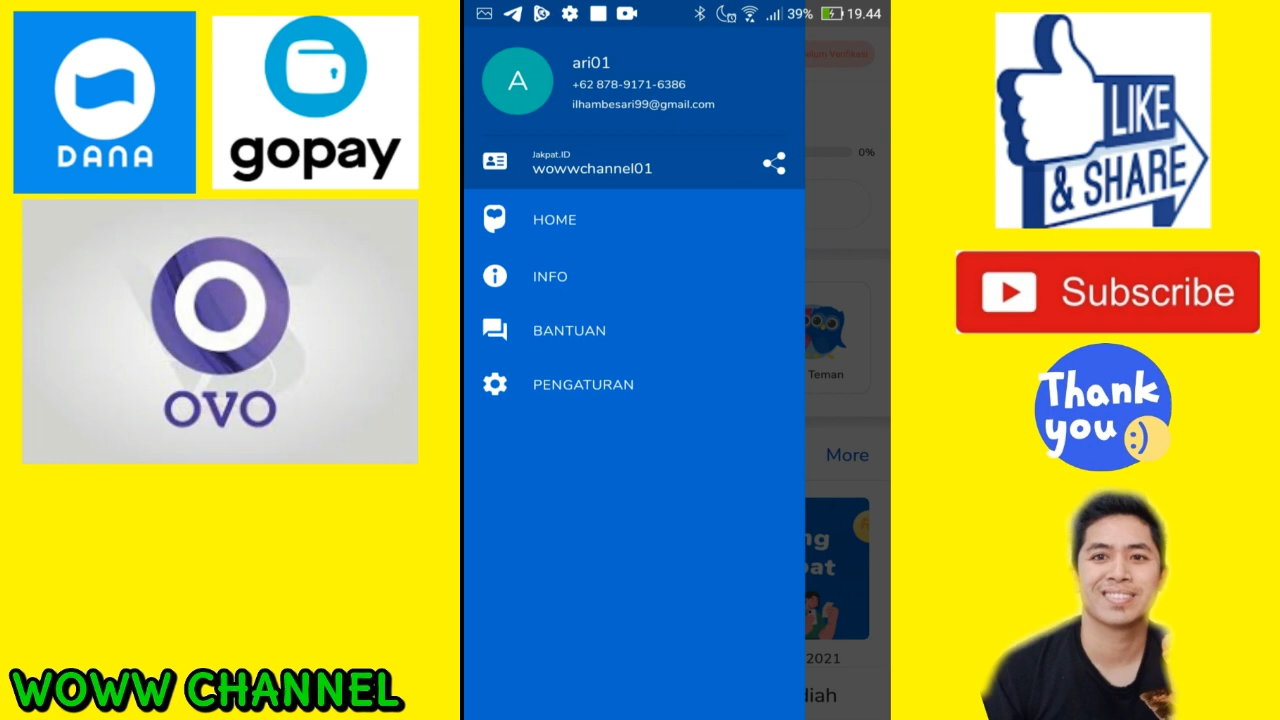 DANA
gopay
OVO
WOWW CHANNEL
39%
19.44
ari01
+62 878-9171-6386
ilhambesari99@gmail.com
Jakpat.ID
wowwchannel01
HOME
INFO
BANTUAN
PENGATURAN
Verifikasi
0%
Teman
More
2021
LIKE
& SHARE
Subscribe
Thank
you